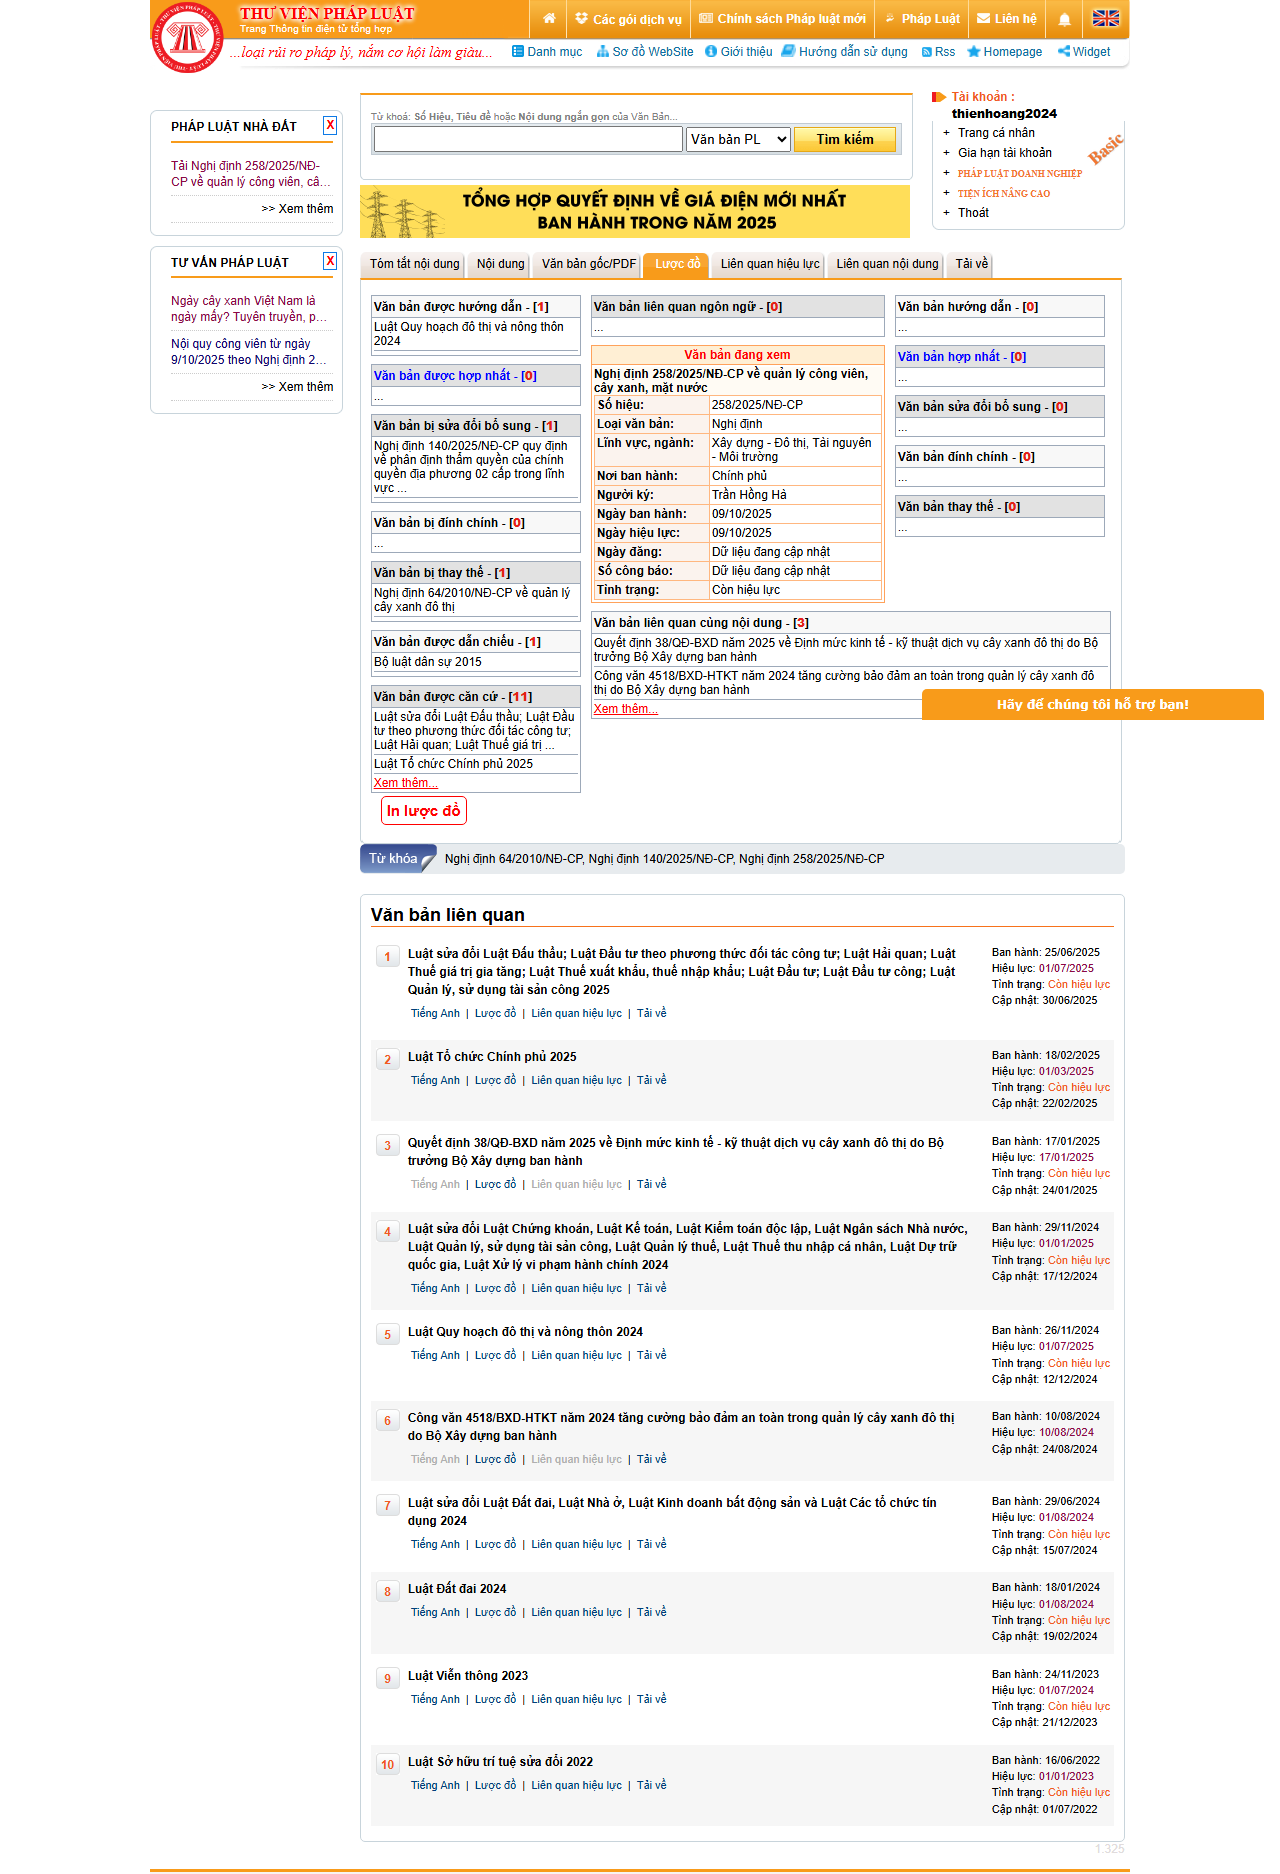 THƯ VIỆN PHÁP LUẬT
Trang Thông tin điện tử tổng hợp
...loại rủi ro pháp lý, nắm cơ hội làm giàu...
Các gói dịch vụ
Chính sách Pháp luật mới
Pháp Luật
Liên hệ
Danh mục
Sơ đồ WebSite
Giới thiệu
Hướng dẫn sử dụng
Rss
Homepage
Widget
PHÁP LUẬT NHÀ ĐẤT
X
Tải Nghị định 258/2025/NĐ-
CP về quản lý công viên, câ...
>> Xem thêm
TƯ VẤN PHÁP LUẬT
X
Ngày cây xanh Việt Nam là
ngày mấy? Tuyên truyền, p...
Nội quy công viên từ ngày
9/10/2025 theo Nghị định 2...
>> Xem thêm
Từ khoá: Số Hiệu, Tiêu đề hoặc Nội dung ngắn gọn của Văn Bản...
Văn bản PL
Tìm kiếm
TỔNG HỢP QUYẾT ĐỊNH VỀ GIÁ ĐIỆN MỚI NHẤT
BAN HÀNH TRONG NĂM 2025
Tài khoản :
thienhoang2024
+ Trang cá nhân
+ Gia hạn tài khoản
+ PHÁP LUẬT DOANH NGHIỆP
+ TIỆN ÍCH NÂNG CAO
+ Thoát
Basic
Tóm tắt nội dung
Nội dung
Văn bản gốc/PDF
Lược đồ
Liên quan hiệu lực
Liên quan nội dung
Tải về
Văn bản được hướng dẫn - [1]
Luật Quy hoạch đô thị và nông thôn
2024
Văn bản được hợp nhất - [0]
...
Văn bản bị sửa đổi bổ sung - [1]
Nghị định 140/2025/NĐ-CP quy định
về phân định thẩm quyền của chính
quyền địa phương 02 cấp trong lĩnh
vực ...
Văn bản bị đính chính - [0]
...
Văn bản bị thay thế - [1]
Nghị định 64/2010/NĐ-CP về quản lý
cây xanh đô thị
Văn bản được dẫn chiếu - [1]
Bộ luật dân sự 2015
Văn bản được căn cứ - [11]
Luật sửa đổi Luật Đấu thầu; Luật Đầu
tư theo phương thức đối tác công tư;
Luật Hải quan; Luật Thuế giá trị ...
Luật Tổ chức Chính phủ 2025
Xem thêm...
In lược đồ
Văn bản liên quan ngôn ngữ - [0]
...
Văn bản đang xem
Nghị định 258/2025/NĐ-CP về quản lý công viên,
cây xanh, mặt nước
Số hiệu: 258/2025/NĐ-CP
Loại văn bản: Nghị định
Lĩnh vực, ngành: Xây dựng - Đô thị, Tài nguyên
- Môi trường
Nơi ban hành: Chính phủ
Người ký: Trần Hồng Hà
Ngày ban hành: 09/10/2025
Ngày hiệu lực: 09/10/2025
Ngày đăng: Dữ liệu đang cập nhật
Số công báo: Dữ liệu đang cập nhật
Tình trạng: Còn hiệu lực
Văn bản hướng dẫn - [0]
...
Văn bản hợp nhất - [0]
...
Văn bản sửa đổi bổ sung - [0]
...
Văn bản đính chính - [0]
...
Văn bản thay thế - [0]
...
Văn bản liên quan cùng nội dung - [3]
Quyết định 38/QĐ-BXD năm 2025 về Định mức kinh tế - kỹ thuật dịch vụ cây xanh đô thị do Bộ
trưởng Bộ Xây dựng ban hành
Công văn 4518/BXD-HTKT năm 2024 tăng cường bảo đảm an toàn trong quản lý cây xanh đô
thị do Bộ Xây dựng ban hành
Xem thêm...
Hãy để chúng tôi hỗ trợ bạn!
Từ khóa
Nghị định 64/2010/NĐ-CP, Nghị định 140/2025/NĐ-CP, Nghị định 258/2025/NĐ-CP
Văn bản liên quan
1
Luật sửa đổi Luật Đấu thầu; Luật Đầu tư theo phương thức đối tác công tư; Luật Hải quan; Luật
Thuế giá trị gia tăng; Luật Thuế xuất khẩu, thuế nhập khẩu; Luật Đầu tư; Luật Đầu tư công; Luật
Quản lý, sử dụng tài sản công 2025
Tiếng Anh | Lược đồ | Liên quan hiệu lực | Tải về
Ban hành: 25/06/2025
Hiệu lực: 01/07/2025
Tình trạng: Còn hiệu lực
Cập nhật: 30/06/2025
2
Luật Tổ chức Chính phủ 2025
Tiếng Anh | Lược đồ | Liên quan hiệu lực | Tải về
Ban hành: 18/02/2025
Hiệu lực: 01/03/2025
Tình trạng: Còn hiệu lực
Cập nhật: 22/02/2025
3
Quyết định 38/QĐ-BXD năm 2025 về Định mức kinh tế - kỹ thuật dịch vụ cây xanh đô thị do Bộ
trưởng Bộ Xây dựng ban hành
Tiếng Anh | Lược đồ | Liên quan hiệu lực | Tải về
Ban hành: 17/01/2025
Hiệu lực: 17/01/2025
Tình trạng: Còn hiệu lực
Cập nhật: 24/01/2025
4
Luật sửa đổi Luật Chứng khoán, Luật Kế toán, Luật Kiểm toán độc lập, Luật Ngân sách Nhà nước,
Luật Quản lý, sử dụng tài sản công, Luật Quản lý thuế, Luật Thuế thu nhập cá nhân, Luật Dự trữ
quốc gia, Luật Xử lý vi phạm hành chính 2024
Tiếng Anh | Lược đồ | Liên quan hiệu lực | Tải về
Ban hành: 29/11/2024
Hiệu lực: 01/01/2025
Tình trạng: Còn hiệu lực
Cập nhật: 17/12/2024
5
Luật Quy hoạch đô thị và nông thôn 2024
Tiếng Anh | Lược đồ | Liên quan hiệu lực | Tải về
Ban hành: 26/11/2024
Hiệu lực: 01/07/2025
Tình trạng: Còn hiệu lực
Cập nhật: 12/12/2024
6
Công văn 4518/BXD-HTKT năm 2024 tăng cường bảo đảm an toàn trong quản lý cây xanh đô thị
do Bộ Xây dựng ban hành
Tiếng Anh | Lược đồ | Liên quan hiệu lực | Tải về
Ban hành: 10/08/2024
Hiệu lực: 10/08/2024
Cập nhật: 24/08/2024
7
Luật sửa đổi Luật Đất đai, Luật Nhà ở, Luật Kinh doanh bất động sản và Luật Các tổ chức tín
dụng 2024
Tiếng Anh | Lược đồ | Liên quan hiệu lực | Tải về
Ban hành: 29/06/2024
Hiệu lực: 01/08/2024
Tình trạng: Còn hiệu lực
Cập nhật: 15/07/2024
8
Luật Đất đai 2024
Tiếng Anh | Lược đồ | Liên quan hiệu lực | Tải về
Ban hành: 18/01/2024
Hiệu lực: 01/08/2024
Tình trạng: Còn hiệu lực
Cập nhật: 19/02/2024
9
Luật Viễn thông 2023
Tiếng Anh | Lược đồ | Liên quan hiệu lực | Tải về
Ban hành: 24/11/2023
Hiệu lực: 01/07/2024
Tình trạng: Còn hiệu lực
Cập nhật: 21/12/2023
10
Luật Sở hữu trí tuệ sửa đổi 2022
Tiếng Anh | Lược đồ | Liên quan hiệu lực | Tải về
Ban hành: 16/06/2022
Hiệu lực: 01/01/2023
Tình trạng: Còn hiệu lực
Cập nhật: 01/07/2022
1.325